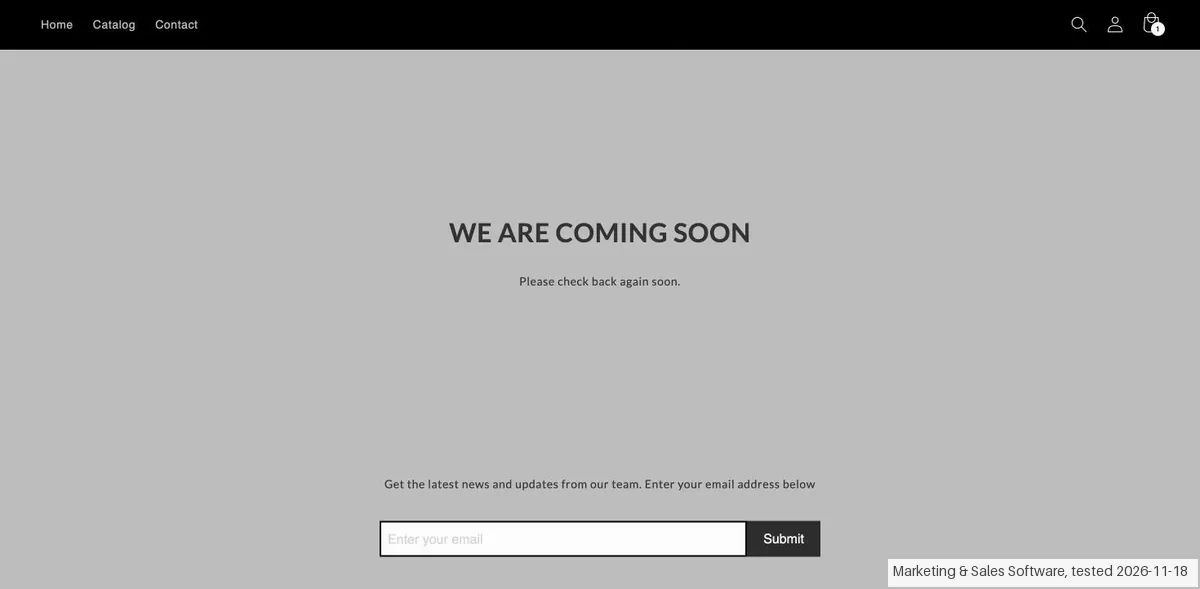 Home Catalog Contact
1
WE ARE COMING SOON
Please check back again soon.
Get the latest news and updates from our team. Enter your email address below
Enter your email Submit
Marketing & Sales Software, tested 2026-11-18